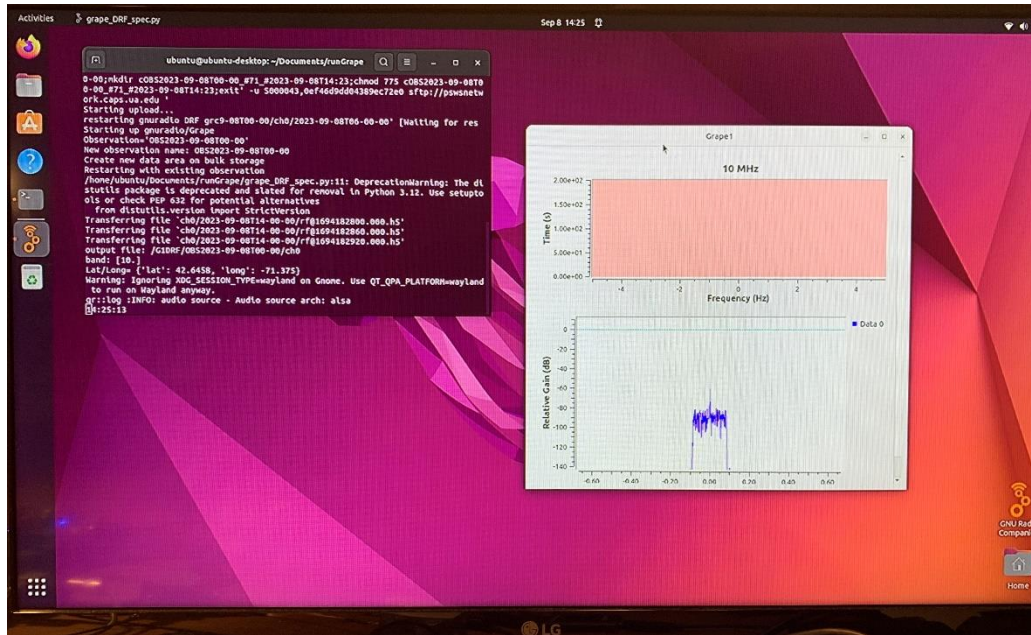 Activities
grape_DRF_spec.py
Sep 8 14:25
ubuntu@ubuntu-desktop: ~/Documents/runGrape
0-00;mkdir cOBS2023-09-08T00-00_#71_#2023-09-08T14:23;chmod 775 cOBS2023-09-08T0
0-00_#71_#2023-09-08T14:23;exit' -u S000043,0ef46d9dd04389ec72e0 sftp://pswsnetw
ork.caps.ua.edu '
Starting upload...
restarting gnuradio DRF grc9-08T00-00/ch0/2023-09-08T06-00-00' [Waiting for res
Starting up gnuradio/Grape
Observation='OBS2023-09-08T00-00'
New observation name: OBS2023-09-08T00-00
Create new data area on bulk storage
Restarting with existing observation
/home/ubuntu/Documents/runGrape/grape_DRF_spec.py:11: DeprecationWarning: The di
stutils package is deprecated and slated for removal in Python 3.12. Use setupto
ols or check PEP 632 for potential alternatives
from distutils.version import StrictVersion
Transferring file `ch0/2023-09-08T14-00-00/rf@1694182800.000.h5'
Transferring file `ch0/2023-09-08T14-00-00/rf@1694182860.000.h5'
Transferring file `ch0/2023-09-08T14-00-00/rf@1694182920.000.h5'
output file: /G1DRF/OBS2023-09-08T00-00/ch0
band: [10.]
Lat/Long= {'lat': 42.6458, 'long': -71.375}
Warning: Ignoring XDG_SESSION_TYPE=wayland on Gnome. Use QT_QPA_PLATFORM=wayland
to run on Wayland anyway.
gr::log :INFO: audio source - Audio source arch: alsa
14:25:13
Grape1
10 MHz
2.00e+02
1.50e+02
1.00e+02
5.00e+01
0.00e+00
Time (s)
-4 -2 0 2 4
Frequency (Hz)
Data 0
0
-20
-40
-60
-80
-100
-120
-140
Relative Gain (dB)
-0.60 -0.40 -0.20 0.00 0.20 0.40 0.60
GNU Rad
Compani
Home
LG